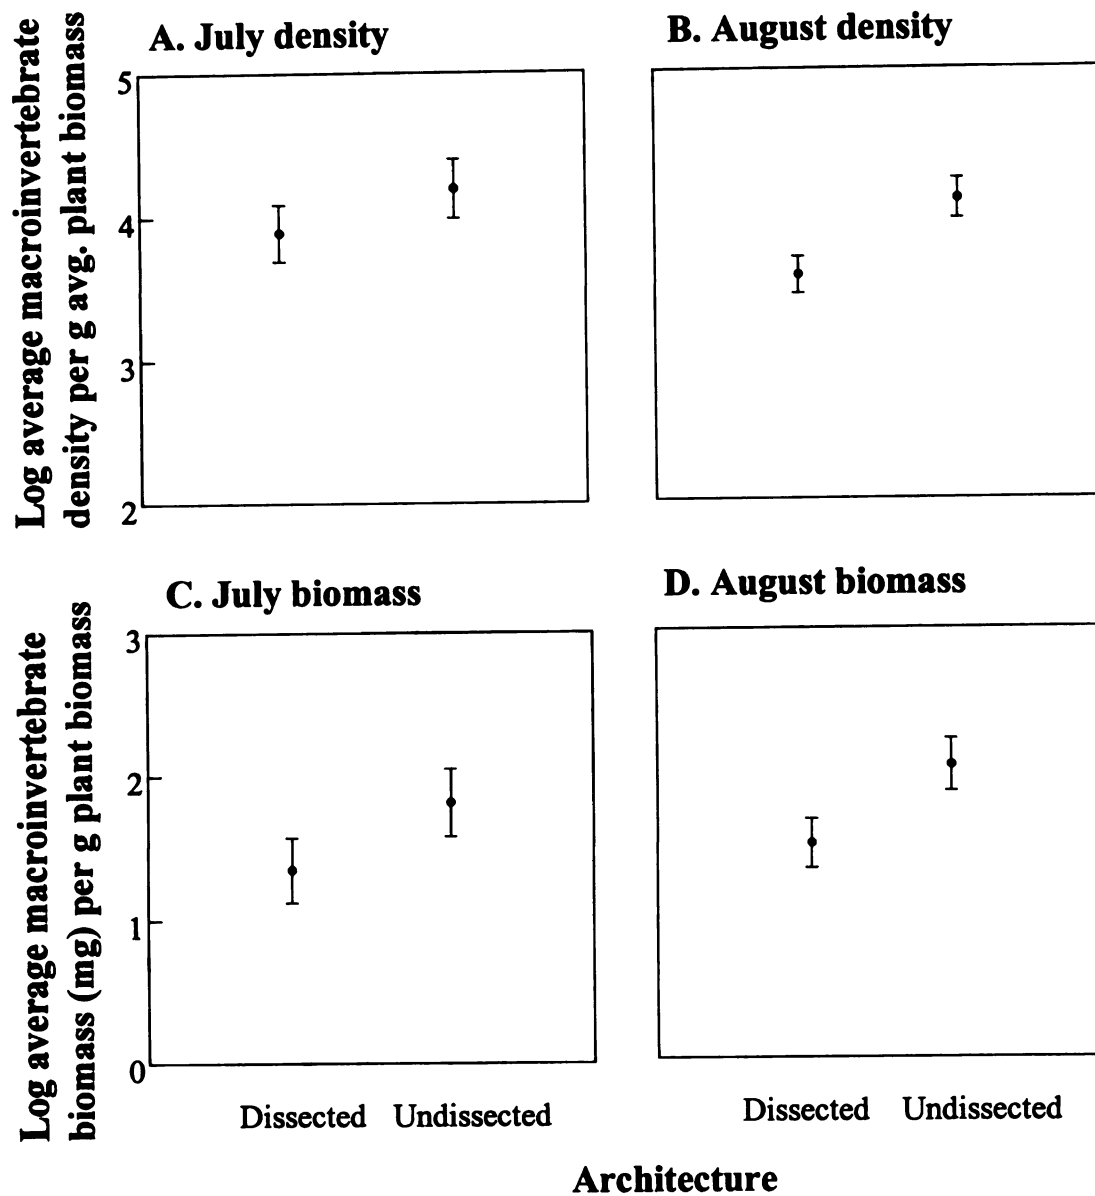 A. July density
B. August density
Log average macroinvertebrate
density per g avg. plant biomass
5
4
3
2
C. July biomass
D. August biomass
Log average macroinvertebrate
biomass (mg) per g plant biomass
3
2
1
0
Dissected Undissected
Dissected Undissected
Architecture